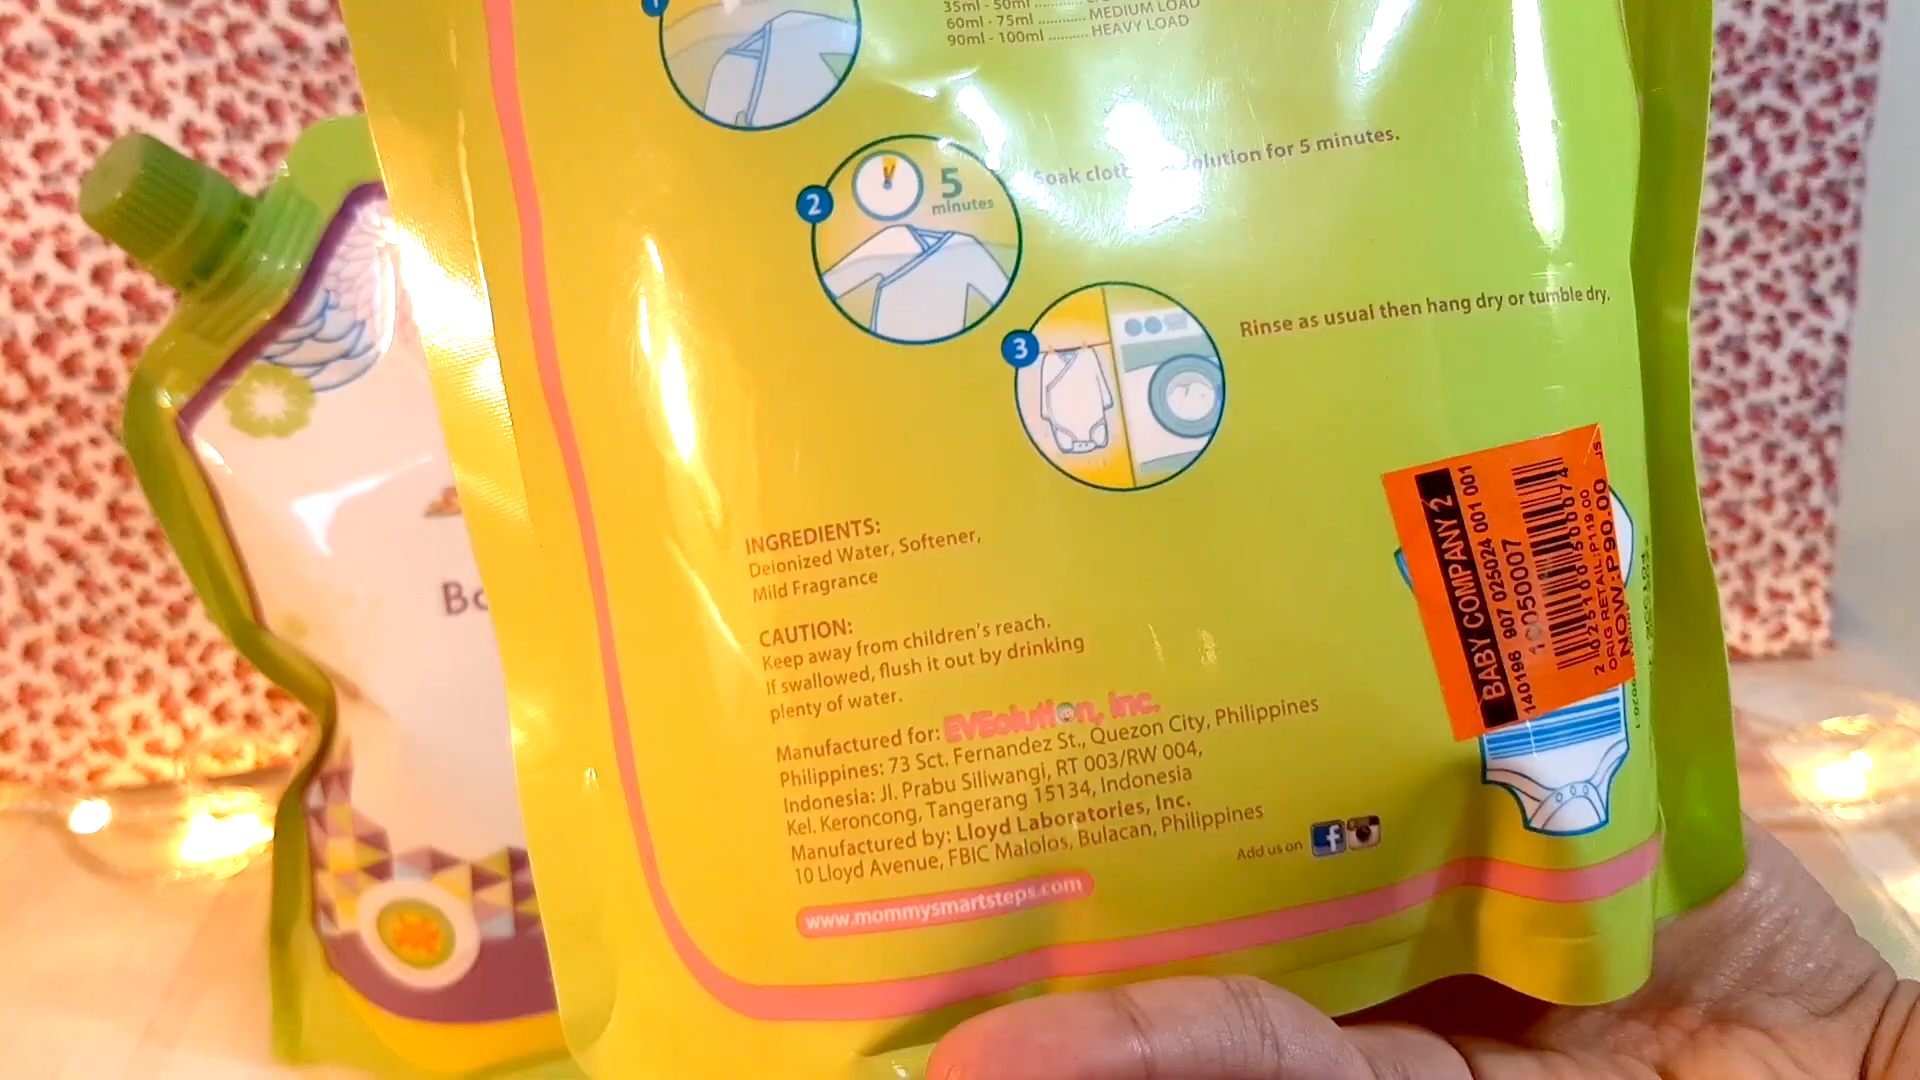 35ml - 50ml
60ml - 75ml ............ MEDIUM LOAD
90ml - 100ml .......... HEAVY LOAD
2
5
minutes
Soak solution for 5 minutes.
3
Rinse as usual then hang dry or tumble dry.
INGREDIENTS:
Deionized Water, Softener,
Mild Fragrance
CAUTION:
Keep away from children's reach.
If swallowed, flush it out by drinking
plenty of water.
Manufactured for: EVEolution, Inc.
Philippines: 73 Sct. Fernandez St., Quezon City, Philippines
Indonesia: Jl. Prabu Siliwangi, RT 003/RW 004,
Kel. Keroncong, Tangerang 15134, Indonesia
Manufactured by: Lloyd Laboratories, Inc.
10 Lloyd Avenue, FBIC Malolos, Bulacan, Philippines
Add us on
www.mommysmartsteps.com
BABY COMPANY 2
140196 907 025024 001 001
ORIG RETAIL:P119.00
NOW:P90.00
JS